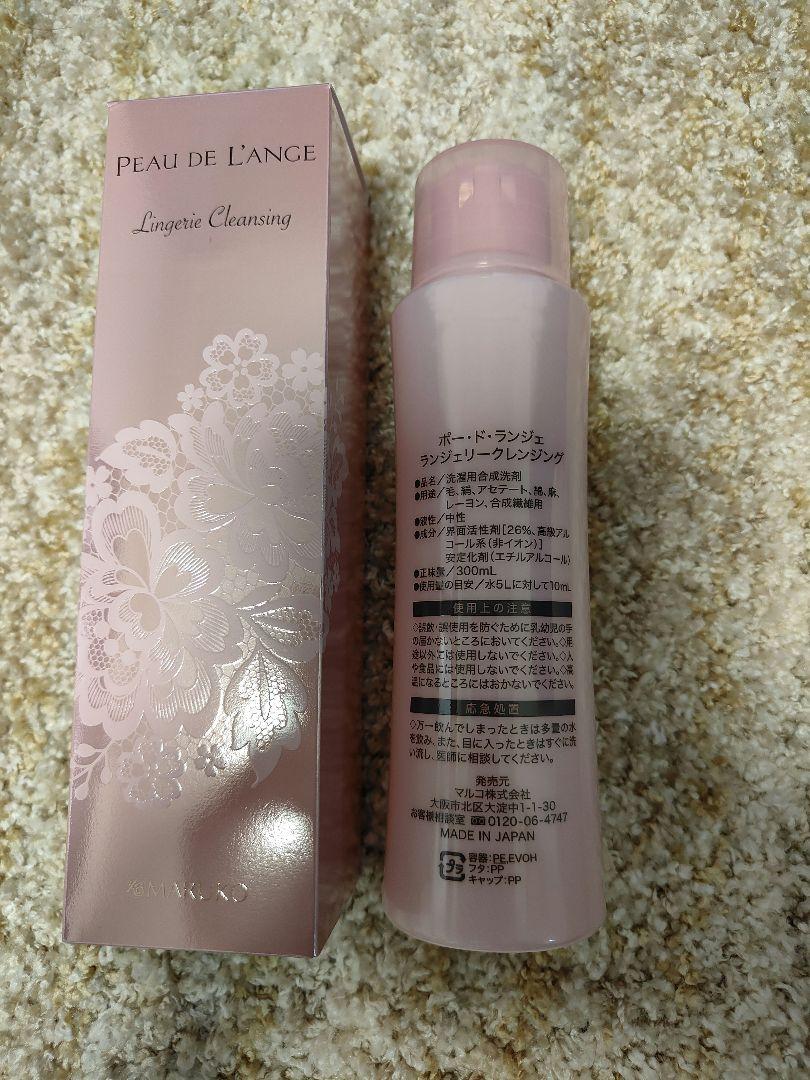 PEAU DE L'ANGE
Lingerie Cleansing
MARUKO
ポー・ド・ランジェ
ランジェリークレンジング
●品名/洗濯用合成洗剤
●用途/毛、絹、アセテート、綿、麻、
レーヨン、合成繊維用
●液性/中性
●成分/界面活性剤[26%、高級アル
コール系(非イオン)]
安定化剤(エチルアルコール)
●正味量/300mL
●使用量の目安/水5Lに対して10mL
使用上の注意
◇誤飲・誤使用を防ぐために乳幼児の手
の届かないところにおいてください。◇用
途以外には使用しないでください。◇人
や食品には使用しないでください。◇高
温になるところにはおかないでください。
応急処置
◇万一飲んでしまったときは多量の水
を飲み、また、目に入ったときはすぐに洗
い流し、医師に相談してください。
発売元
マルコ株式会社
大阪市北区大淀中1-1-30
お客様相談室 0120-06-4747
MADE IN JAPAN
プラ
容器:PE,EVOH
フタ:PP
キャップ:PP